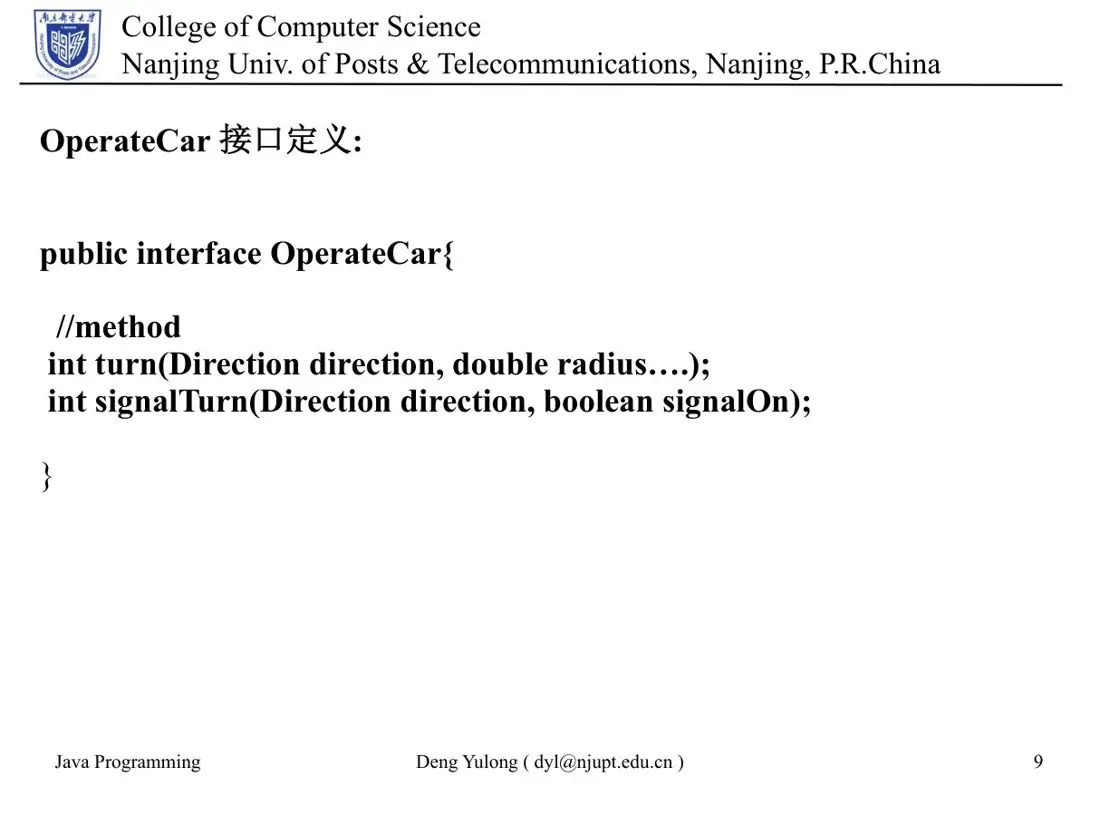 College of Computer Science
Nanjing Univ. of Posts & Telecommunications, Nanjing, P.R.China
OperateCar 接口定义:
public interface OperateCar{
//method
int turn(Direction direction, double radius….);
int signalTurn(Direction direction, boolean signalOn);
}
Java Programming
Deng Yulong ( dyl@njupt.edu.cn )
9